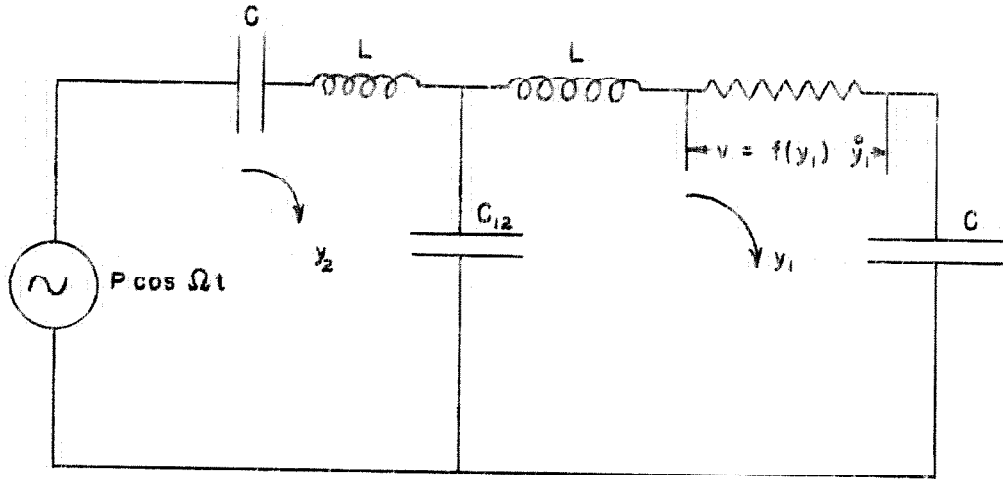 C
L
L
v = f(y₁) ẏ₁
C₁₂
C
y₂
y₁
P cos Ωt